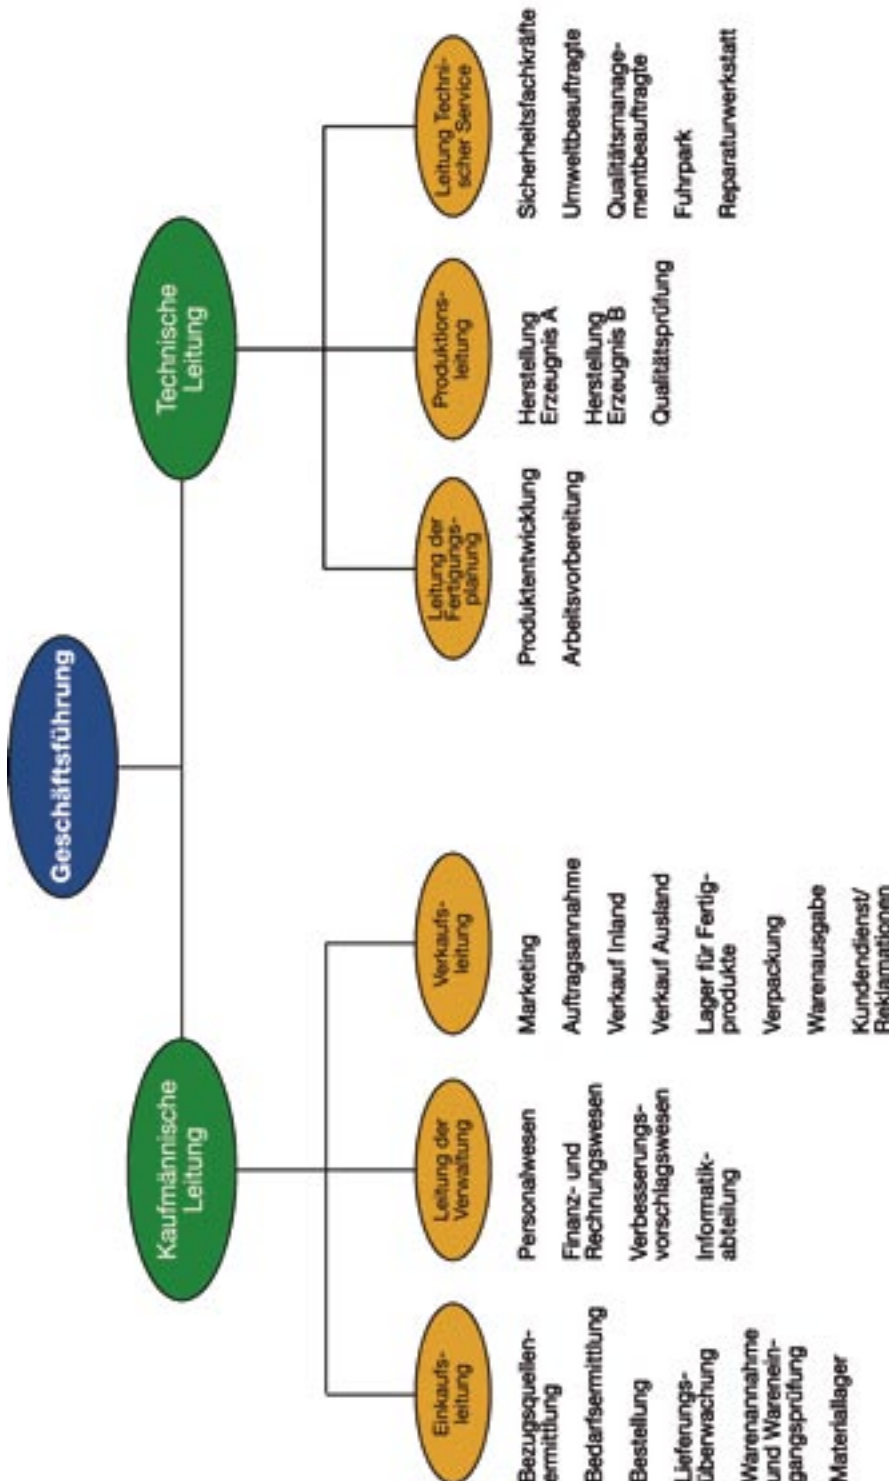 Geschäftsführung
Kaufmännische
Leitung
Technische
Leitung
Einkaufs-
leitung
Bezugsquellen-
ermittlung
Bedarfsermittlung
Bestellung
Lieferungs-
überwachung
Warenannahme
und Warenein-
gangsprüfung
Materiallager
Leitung der
Verwaltung
Personalwesen
Finanz- und
Rechnungswesen
Verbesserungs-
vorschlagswesen
Informatik-
abteilung
Verkaufs-
leitung
Marketing
Auftragsannahme
Verkauf Inland
Verkauf Ausland
Lager für Fertig-
produkte
Verpackung
Warenausgabe
Kundendienst/
Reklamationen
Leitung der
Fertigungs-
planung
Produktentwicklung
Arbeitsvorbereitung
Produktions-
leitung
Herstellung
Erzeugnis A
Herstellung
Erzeugnis B
Qualitätsprüfung
Leitung Techni-
scher Service
Sicherheitsfachkräfte
Umweltbeauftragte
Qualitätsmanage-
mentbeauftragte
Fuhrpark
Reparaturwerkstatt